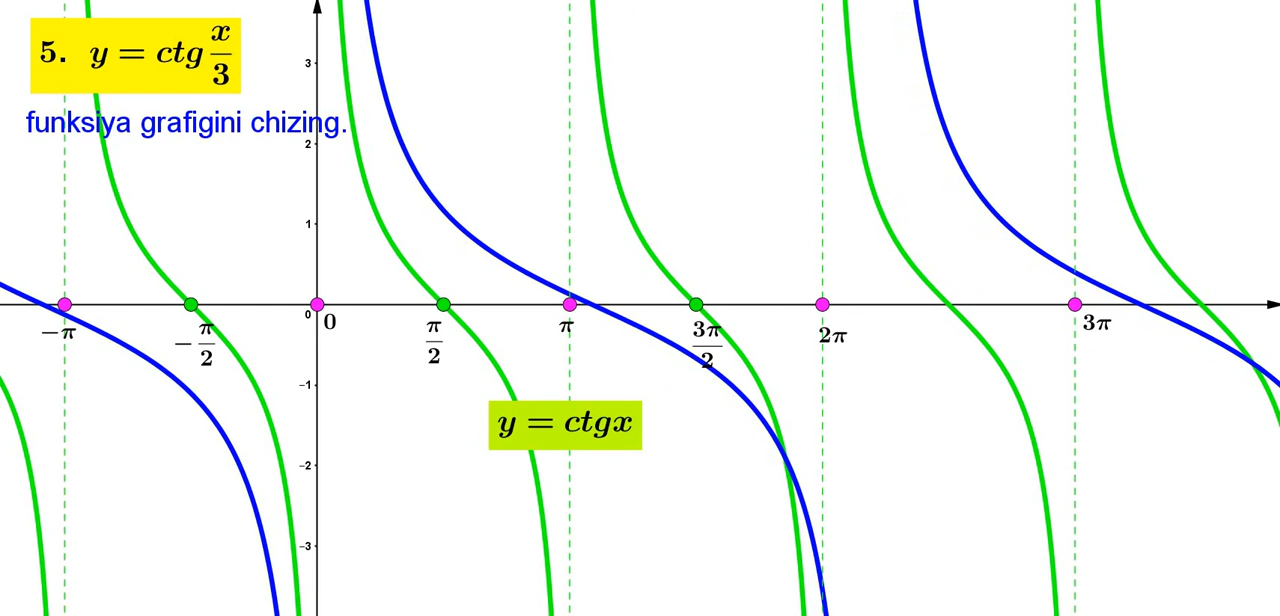 5. y = ctg x/3
funksiya grafigini chizing.
3
2
1
0
0
−π
−π/2
π/2
π
3π/2
2π
3π
−1
y = ctgx
−2
−3